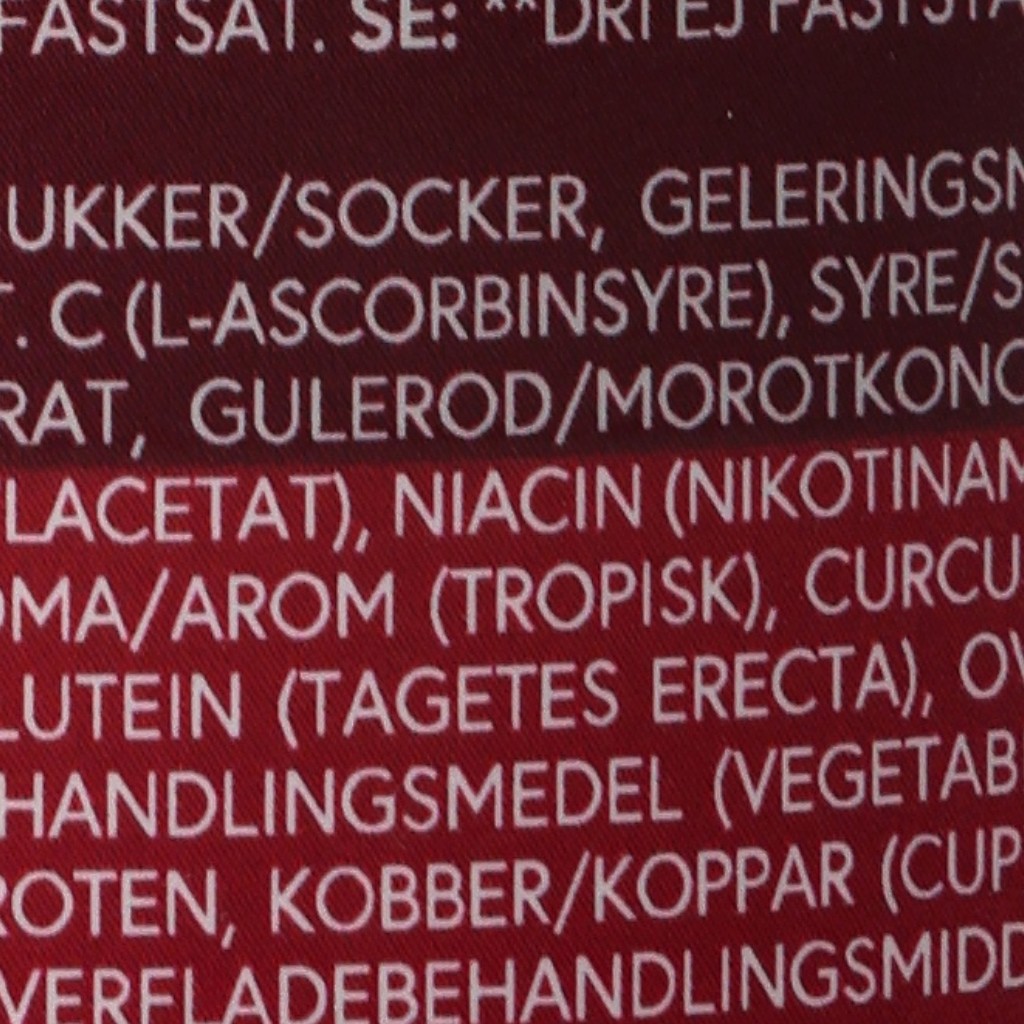 FASTSAT. SE: **DRI EJ FASTSTA
UKKER/SOCKER, GELERINGSM
. C (L-ASCORBINSYRE), SYRE/S
RAT, GULEROD/MOROTKONC
LACETAT), NIACIN (NIKOTINAM
OMA/AROM (TROPISK), CURCU
LUTEIN (TAGETES ERECTA), OV
HANDLINGSMEDEL (VEGETAB
ROTEN, KOBBER/KOPPAR (CUP
VERFLADEBEHANDLINGSMIDD